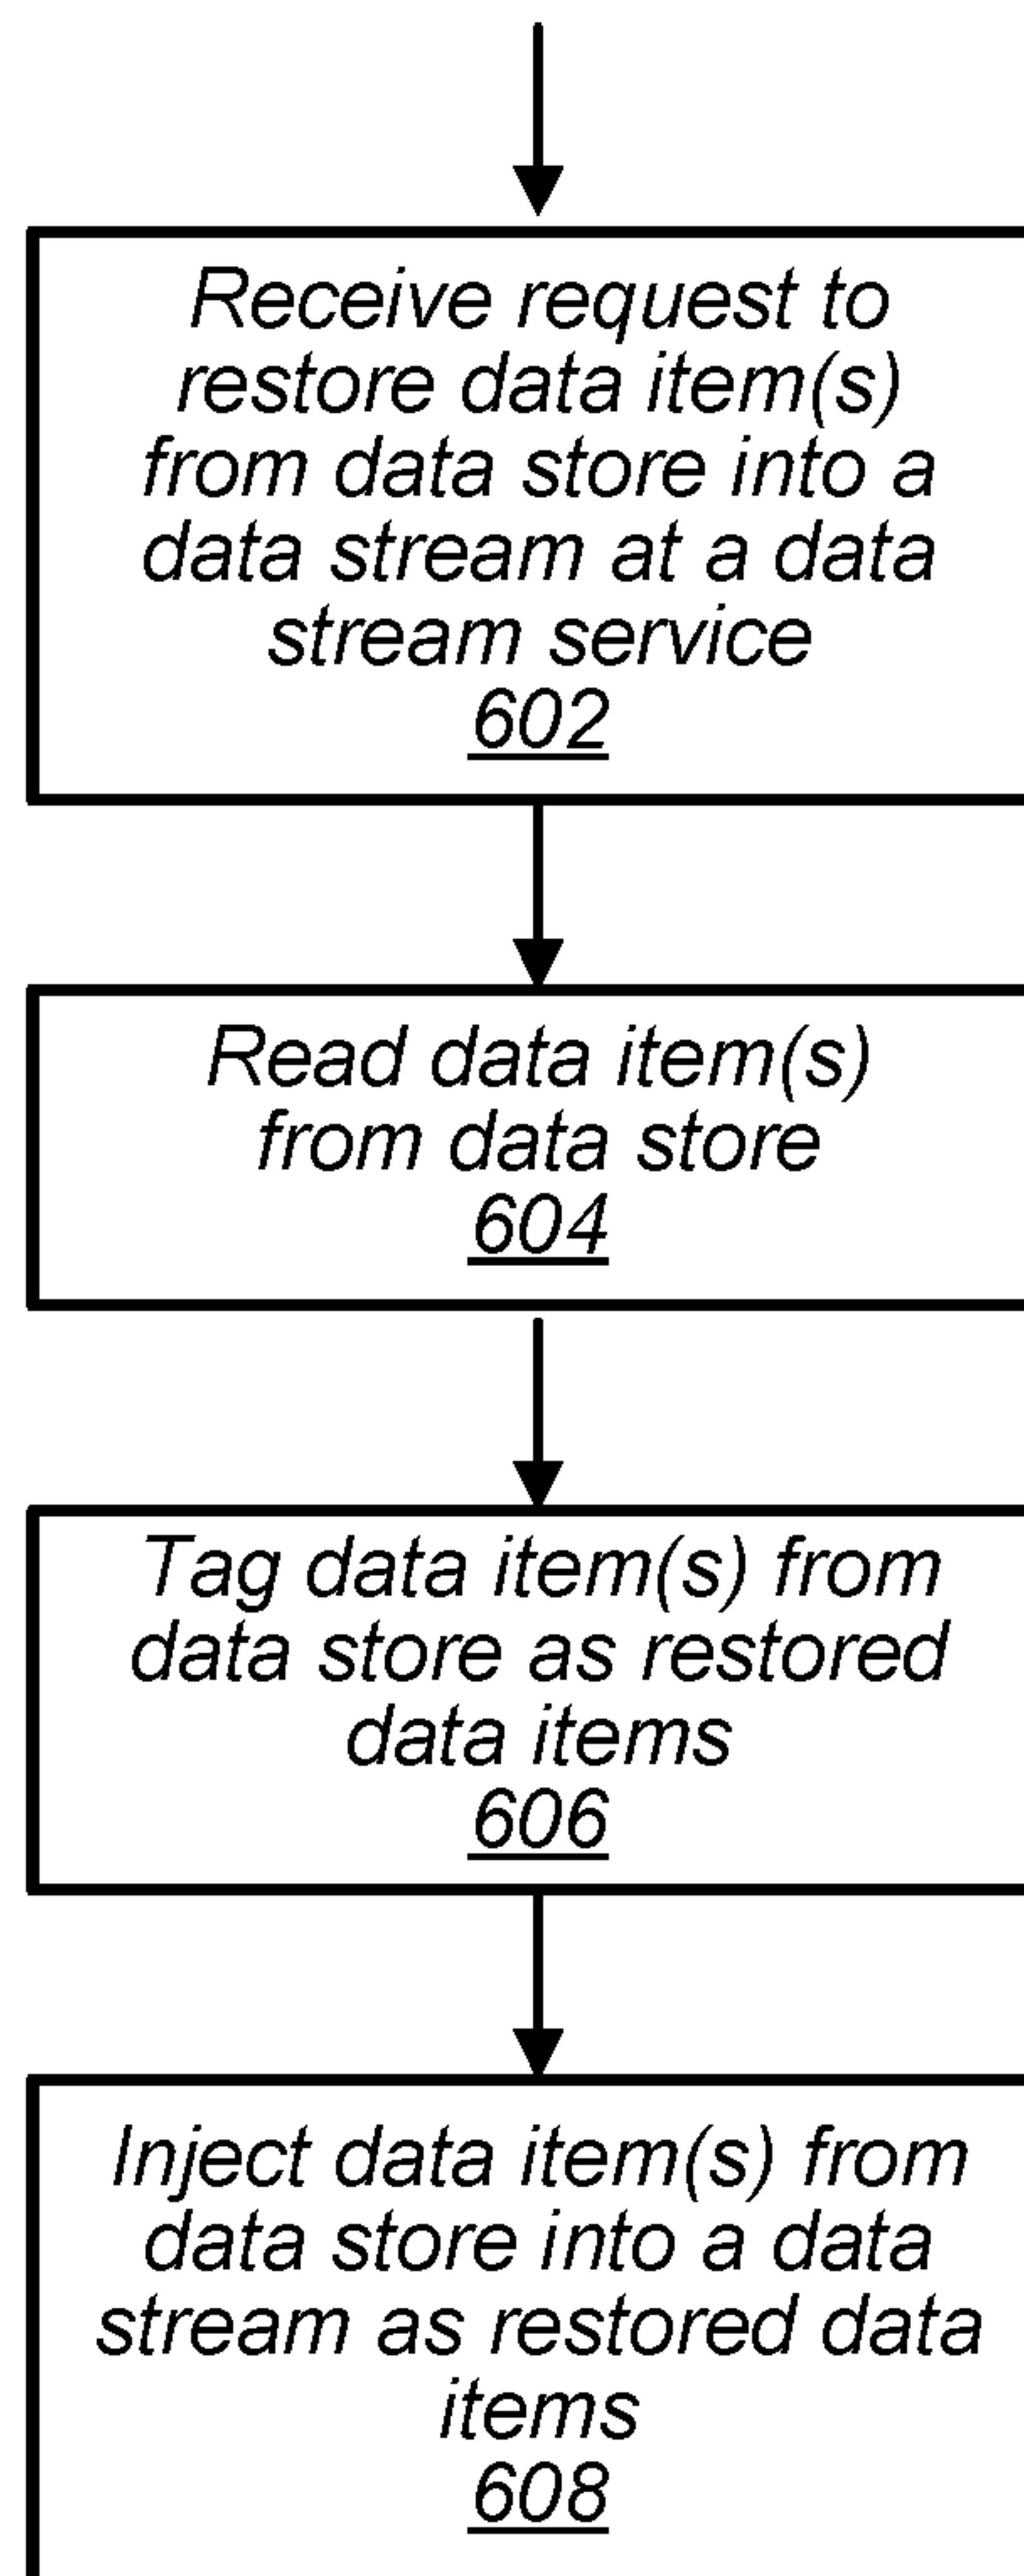 Receive request to
restore data item(s)
from data store into a
data stream at a data
stream service
602
Read data item(s)
from data store
604
Tag data item(s) from
data store as restored
data items
606
Inject data item(s) from
data store into a data
stream as restored data
items
608